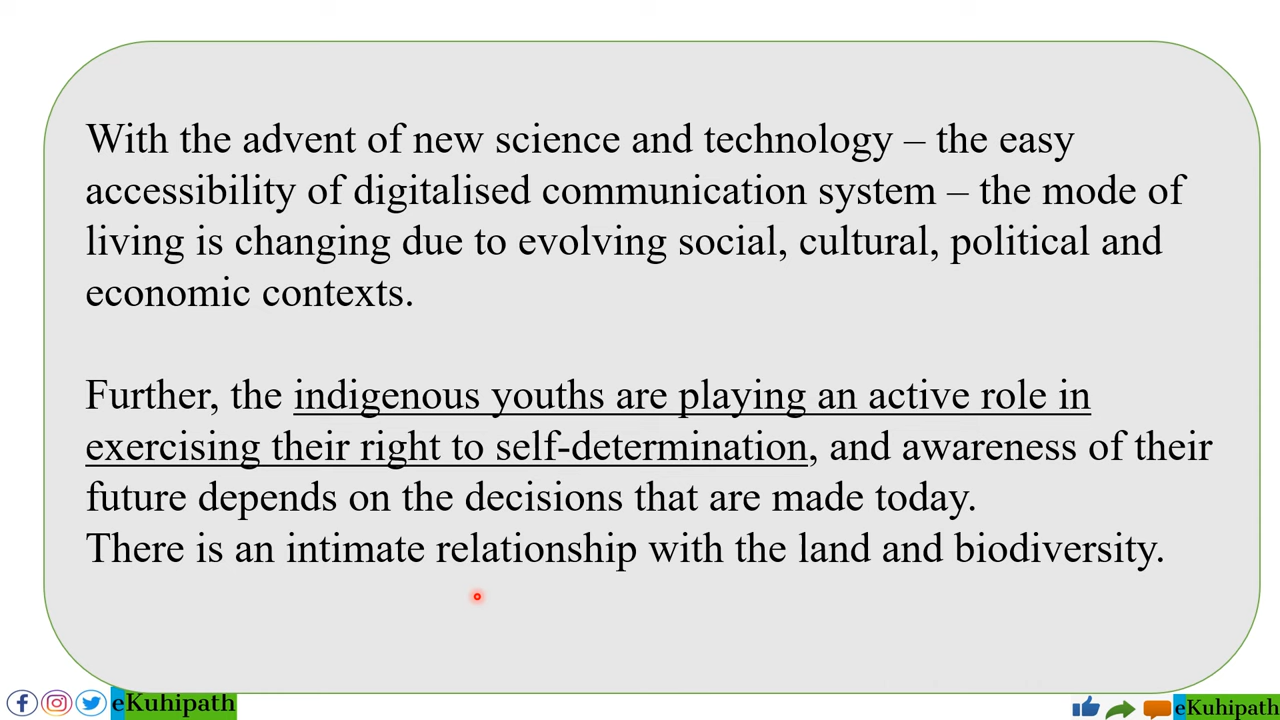 With the advent of new science and technology – the easy
accessibility of digitalised communication system – the mode of
living is changing due to evolving social, cultural, political and
economic contexts.
Further, the indigenous youths are playing an active role in
exercising their right to self-determination, and awareness of their
future depends on the decisions that are made today.
There is an intimate relationship with the land and biodiversity.
eKuhipath
eKuhipath